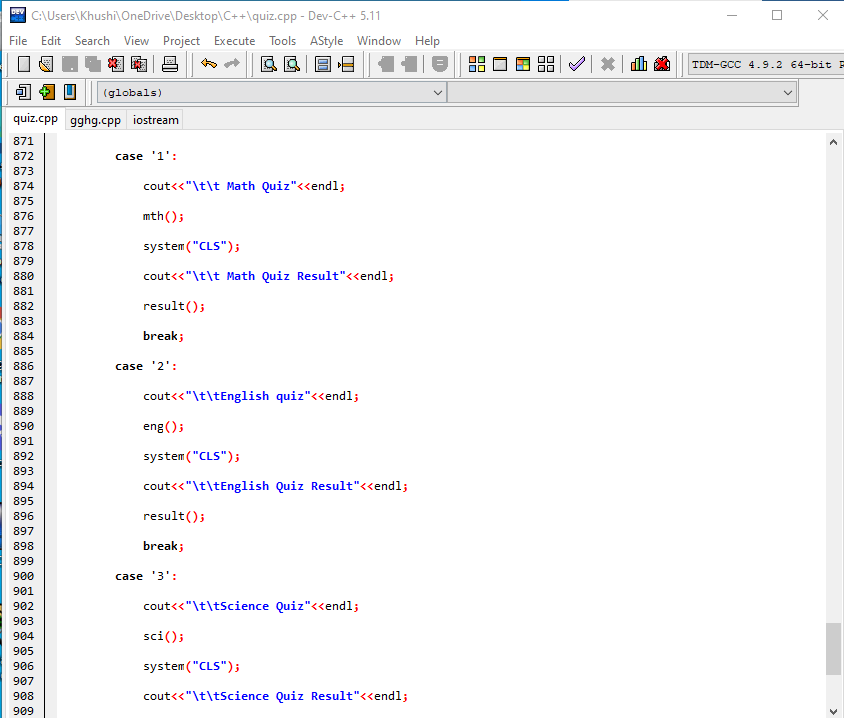 C:\Users\Khushi\OneDrive\Desktop\C++\quiz.cpp - Dev-C++ 5.11
File Edit Search View Project Execute Tools AStyle Window Help
TDM-GCC 4.9.2 64-bit R
(globals)
quiz.cpp gghg.cpp iostream
871
872 case '1':
873
874 cout<<"\t\t Math Quiz"<<endl;
875
876 mth();
877
878 system("CLS");
879
880 cout<<"\t\t Math Quiz Result"<<endl;
881
882 result();
883
884 break;
885
886 case '2':
887
888 cout<<"\t\tEnglish quiz"<<endl;
889
890 eng();
891
892 system("CLS");
893
894 cout<<"\t\tEnglish Quiz Result"<<endl;
895
896 result();
897
898 break;
899
900 case '3':
901
902 cout<<"\t\tScience Quiz"<<endl;
903
904 sci();
905
906 system("CLS");
907
908 cout<<"\t\tScience Quiz Result"<<endl;
909